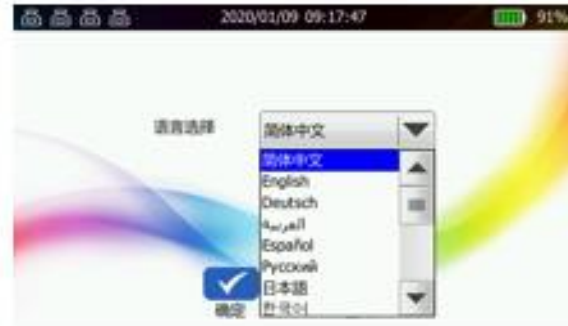 2020/01/09 09:17:47
91%
语言选择
简体中文
简体中文
English
Deutsch
العربية
Español
Русский
日本語
한국어
确定